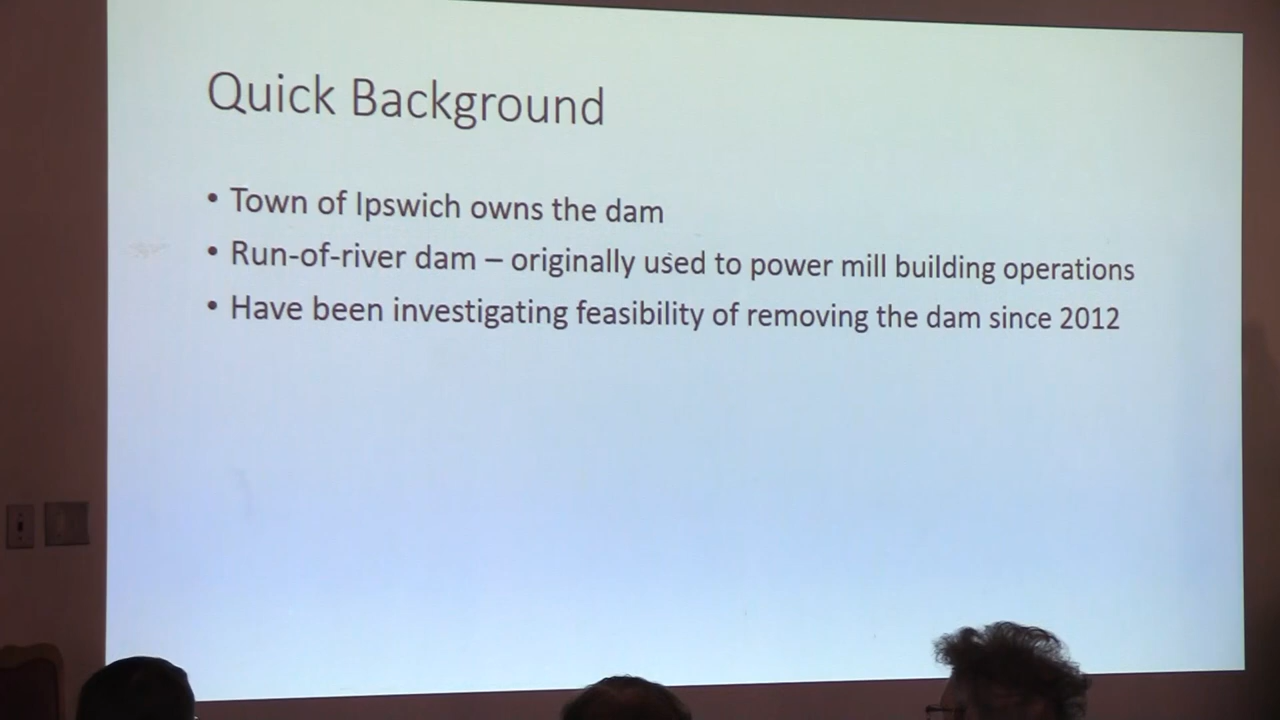 Quick Background
• Town of Ipswich owns the dam
• Run-of-river dam – originally used to power mill building operations
• Have been investigating feasibility of removing the dam since 2012